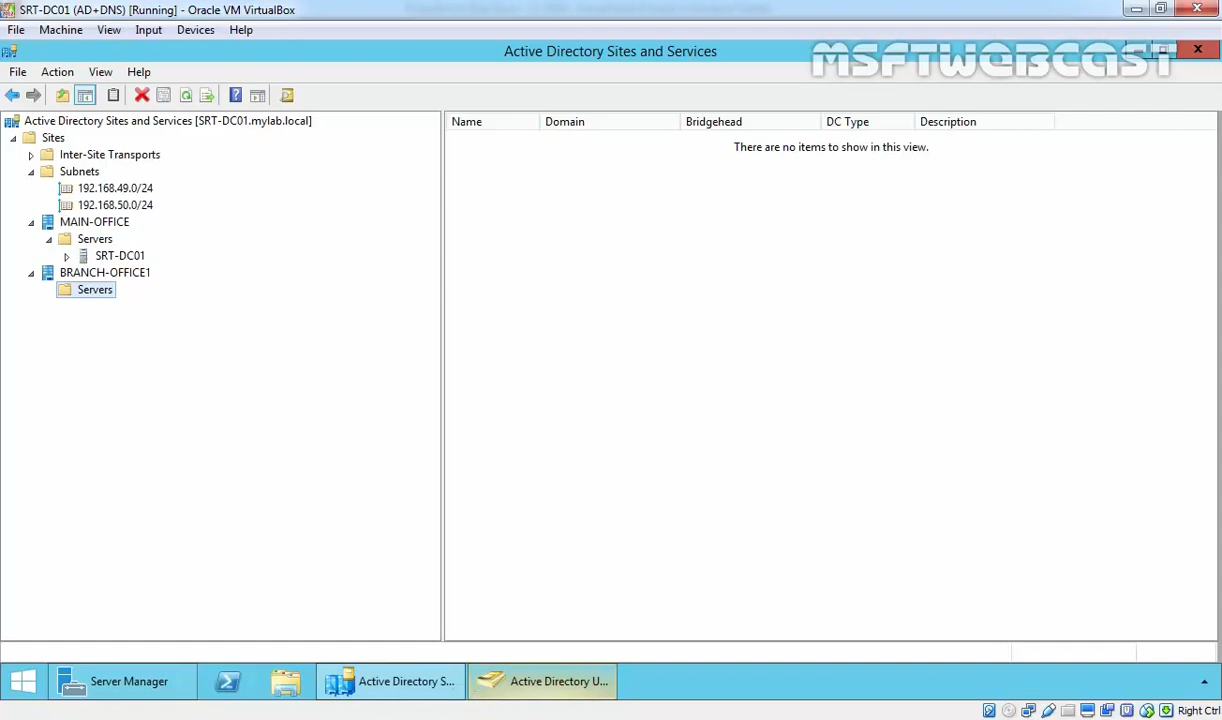 SRT-DC01 (AD+DNS) [Running] - Oracle VM VirtualBox
File Machine View Input Devices Help
Active Directory Sites and Services
MSFTWEBCAST
File Action View Help
Active Directory Sites and Services [SRT-DC01.mylab.local]
Sites
Inter-Site Transports
Subnets
192.168.49.0/24
192.168.50.0/24
MAIN-OFFICE
Servers
SRT-DC01
BRANCH-OFFICE1
Servers
Name Domain Bridgehead DC Type Description
There are no items to show in this view.
Server Manager Active Directory S... Active Directory U...
Right Ctrl